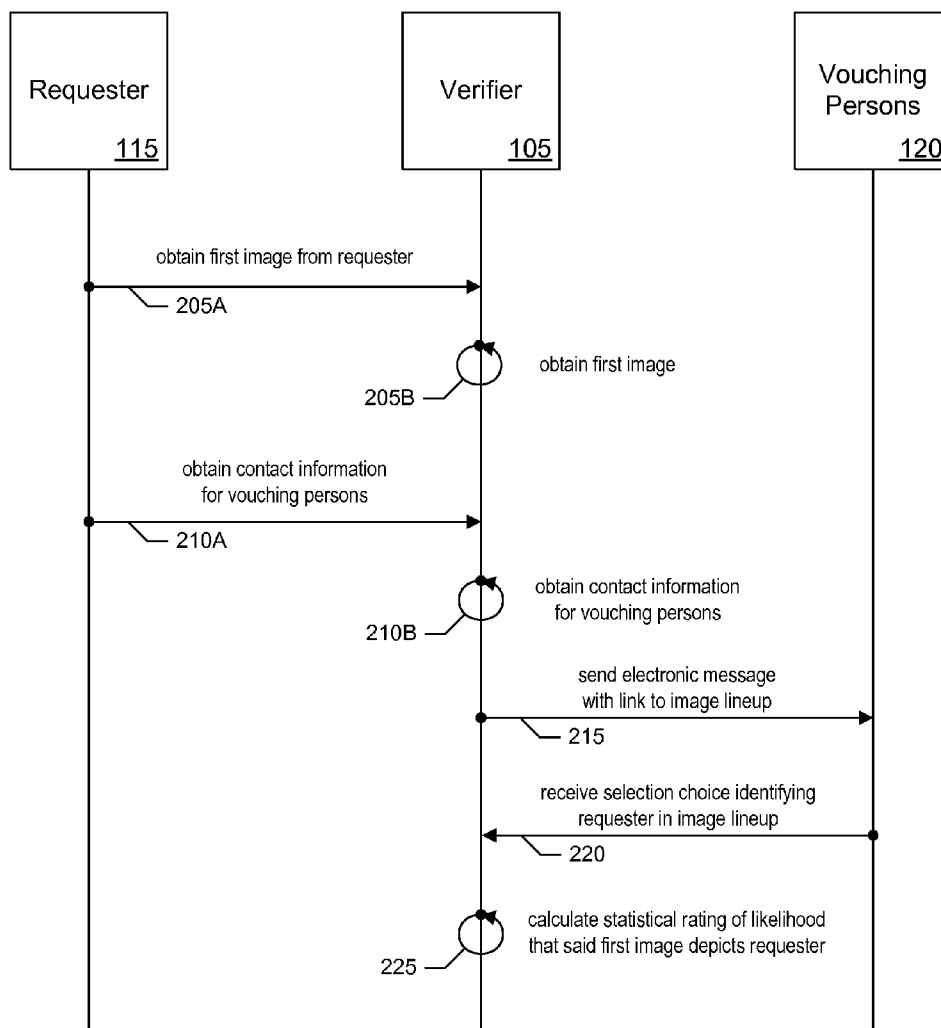 Requester
115
Verifier
105
Vouching
Persons
120
obtain first image from requester
205A
obtain first image
205B
obtain contact information
for vouching persons
210A
obtain contact information
for vouching persons
210B
send electronic message
with link to image lineup
215
receive selection choice identifying
requester in image lineup
220
calculate statistical rating of likelihood
that said first image depicts requester
225